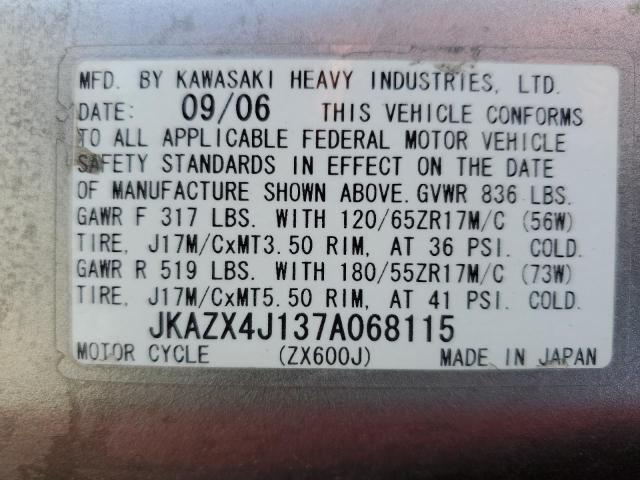 MFD. BY KAWASAKI HEAVY INDUSTRIES, LTD.
DATE: 09/06 THIS VEHICLE CONFORMS
TO ALL APPLICABLE FEDERAL MOTOR VEHICLE
SAFETY STANDARDS IN EFFECT ON THE DATE
OF MANUFACTURE SHOWN ABOVE. GVWR 836 LBS.
GAWR F 317 LBS. WITH 120/65ZR17M/C (56W)
TIRE, J17M/CxMT3.50 RIM, AT 36 PSI. COLD.
GAWR R 519 LBS. WITH 180/55ZR17M/C (73W)
TIRE, J17M/CxMT5.50 RIM, AT 41 PSI. COLD.
JKAZX4J137A068115
MOTOR CYCLE (ZX600J) MADE IN JAPAN